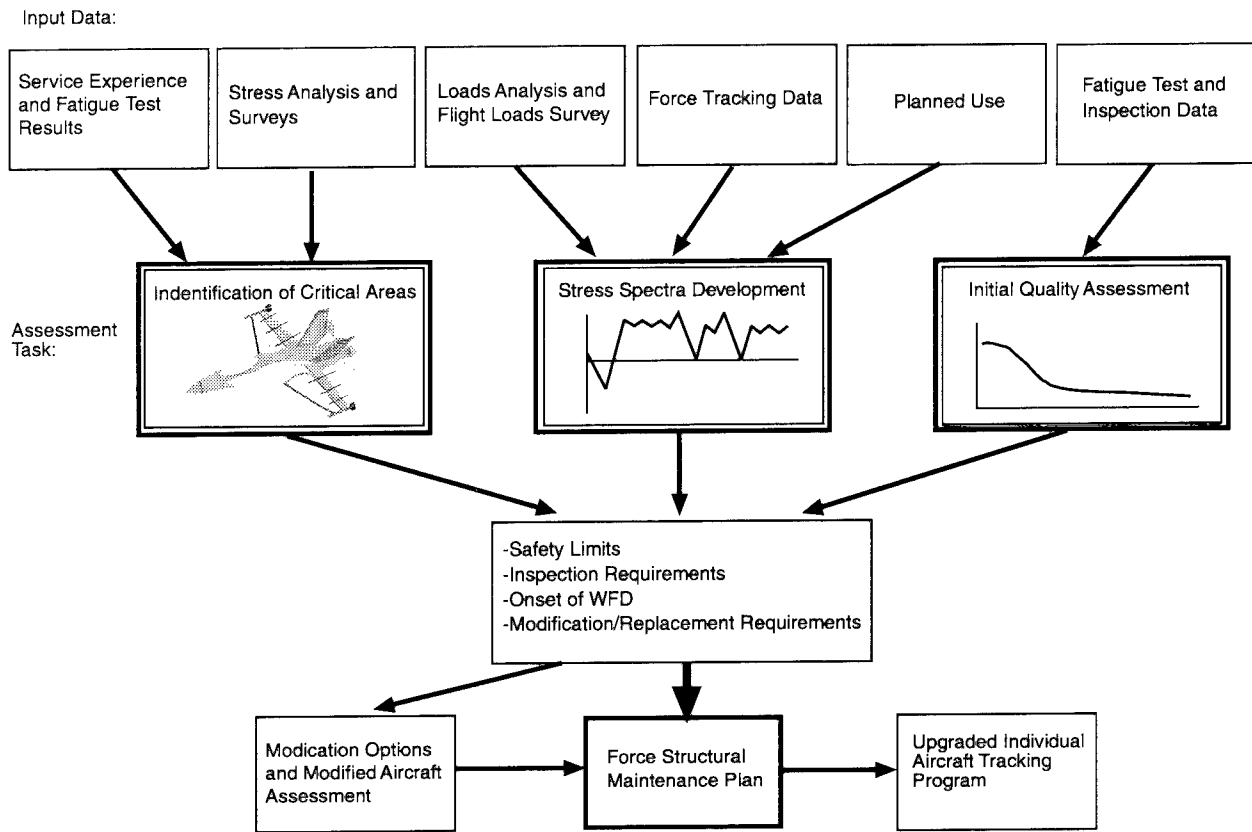 Input Data:
Service Experience
and Fatigue Test
Results
Stress Analysis and
Surveys
Loads Analysis and
Flight Loads Survey
Force Tracking Data
Planned Use
Fatigue Test and
Inspection Data
Assessment
Task:
Indentification of Critical Areas
Stress Spectra Development
Initial Quality Assessment
-Safety Limits
-Inspection Requirements
-Onset of WFD
-Modification/Replacement Requirements
Modication Options
and Modified Aircraft
Assessment
Force Structural
Maintenance Plan
Upgraded Individual
Aircraft Tracking
Program